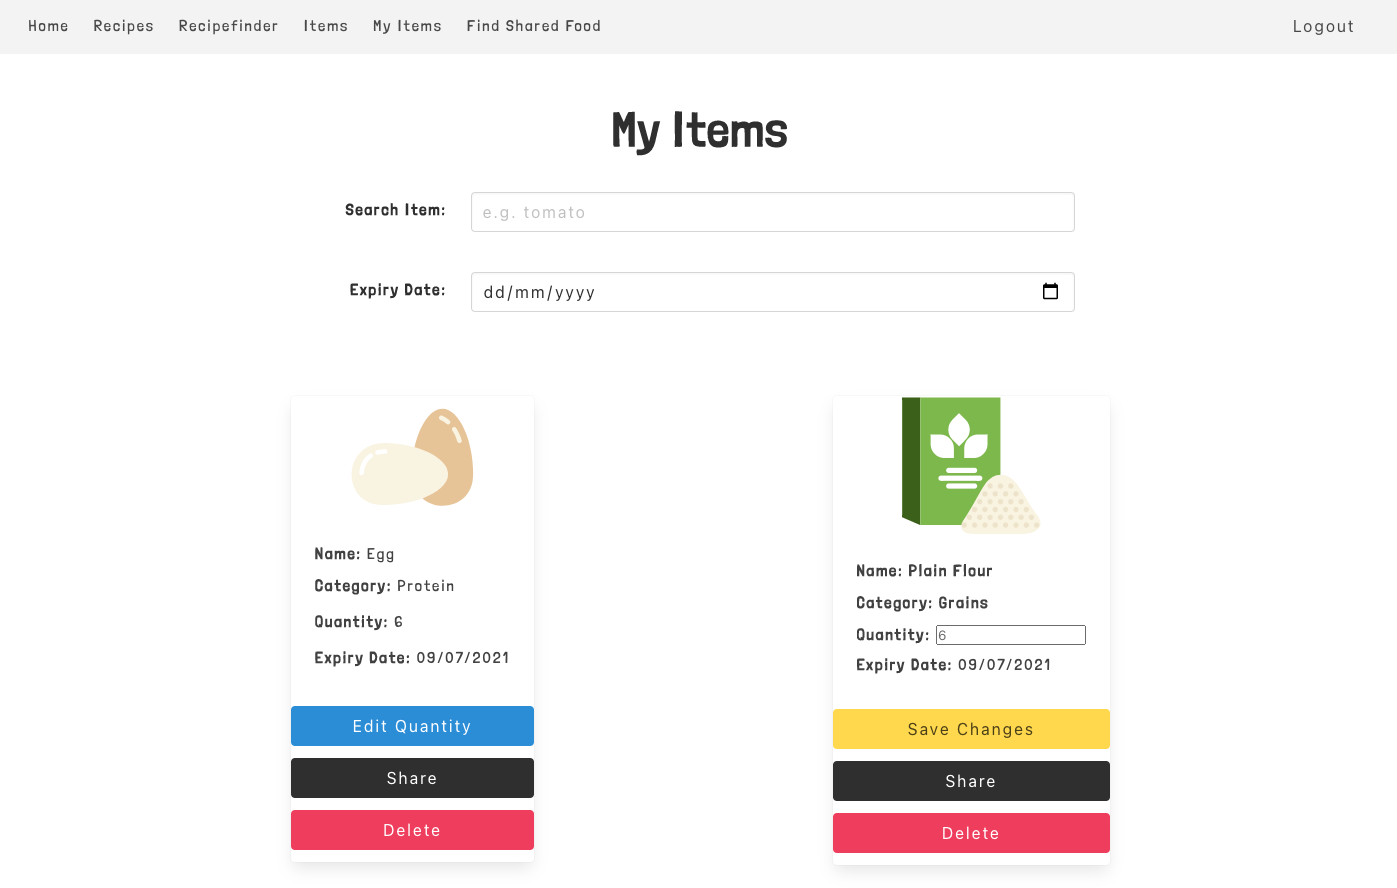 Home Recipes Recipefinder Items My Items Find Shared Food Logout
My Items
Search Item: e.g. tomato
Expiry Date: dd/mm/yyyy
Name: Egg
Category: Protein
Quantity: 6
Expiry Date: 09/07/2021
Edit Quantity
Share
Delete
Name: Plain Flour
Category: Grains
Quantity: 6
Expiry Date: 09/07/2021
Save Changes
Share
Delete